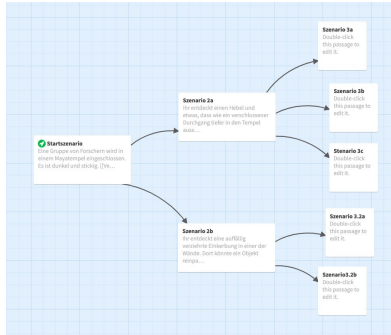 Startszenario
Eine Gruppe von Forschern wird in
einem Mayatempel eingeschlossen.
Es ist dunkel und stickig. [[We...
Szenario 2a
Ihr entdeckt einen Hebel und
etwas, dass wie ein verschlossener
Durchgang tiefer in den Tempel
auss...
Szenario 2b
Ihr entdeckt eine auffällig
verziehrte Einkerbung in einer der
Wände. Dort könnte ein Objekt
reinpa...
Szenario 3a
Double-click
this passage to
edit it.
Szenario 3b
Double-click
this passage to
edit it.
Stenario 3c
Double-click
this passage to
edit it.
Szenario 3.2a
Double-click
this passage to
edit it.
Szenario3.2b
Double-click
this passage to
edit it.